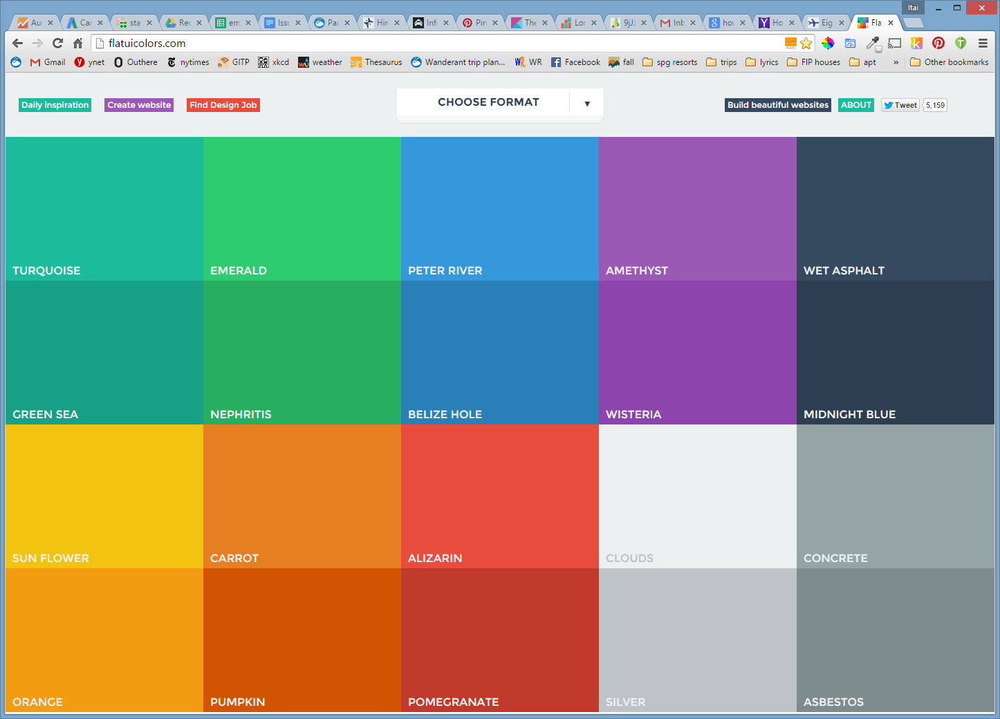 Itai
Au Car sta Rec em Issu Par Hin Info Pin The Loc 9jJ Inb hov Ho Eig Fla
flatuicolors.com
Gmail ynet Outhere nytimes GITP xkcd weather Thesaurus Wanderant trip plan... WR Facebook fall spg resorts trips lyrics FIP houses apt » Other bookmarks
Daily inspiration Create website Find Design Job CHOOSE FORMAT Build beautiful websites ABOUT Tweet 5,159
TURQUOISE EMERALD PETER RIVER AMETHYST WET ASPHALT
GREEN SEA NEPHRITIS BELIZE HOLE WISTERIA MIDNIGHT BLUE
SUN FLOWER CARROT ALIZARIN CLOUDS CONCRETE
ORANGE PUMPKIN POMEGRANATE SILVER ASBESTOS